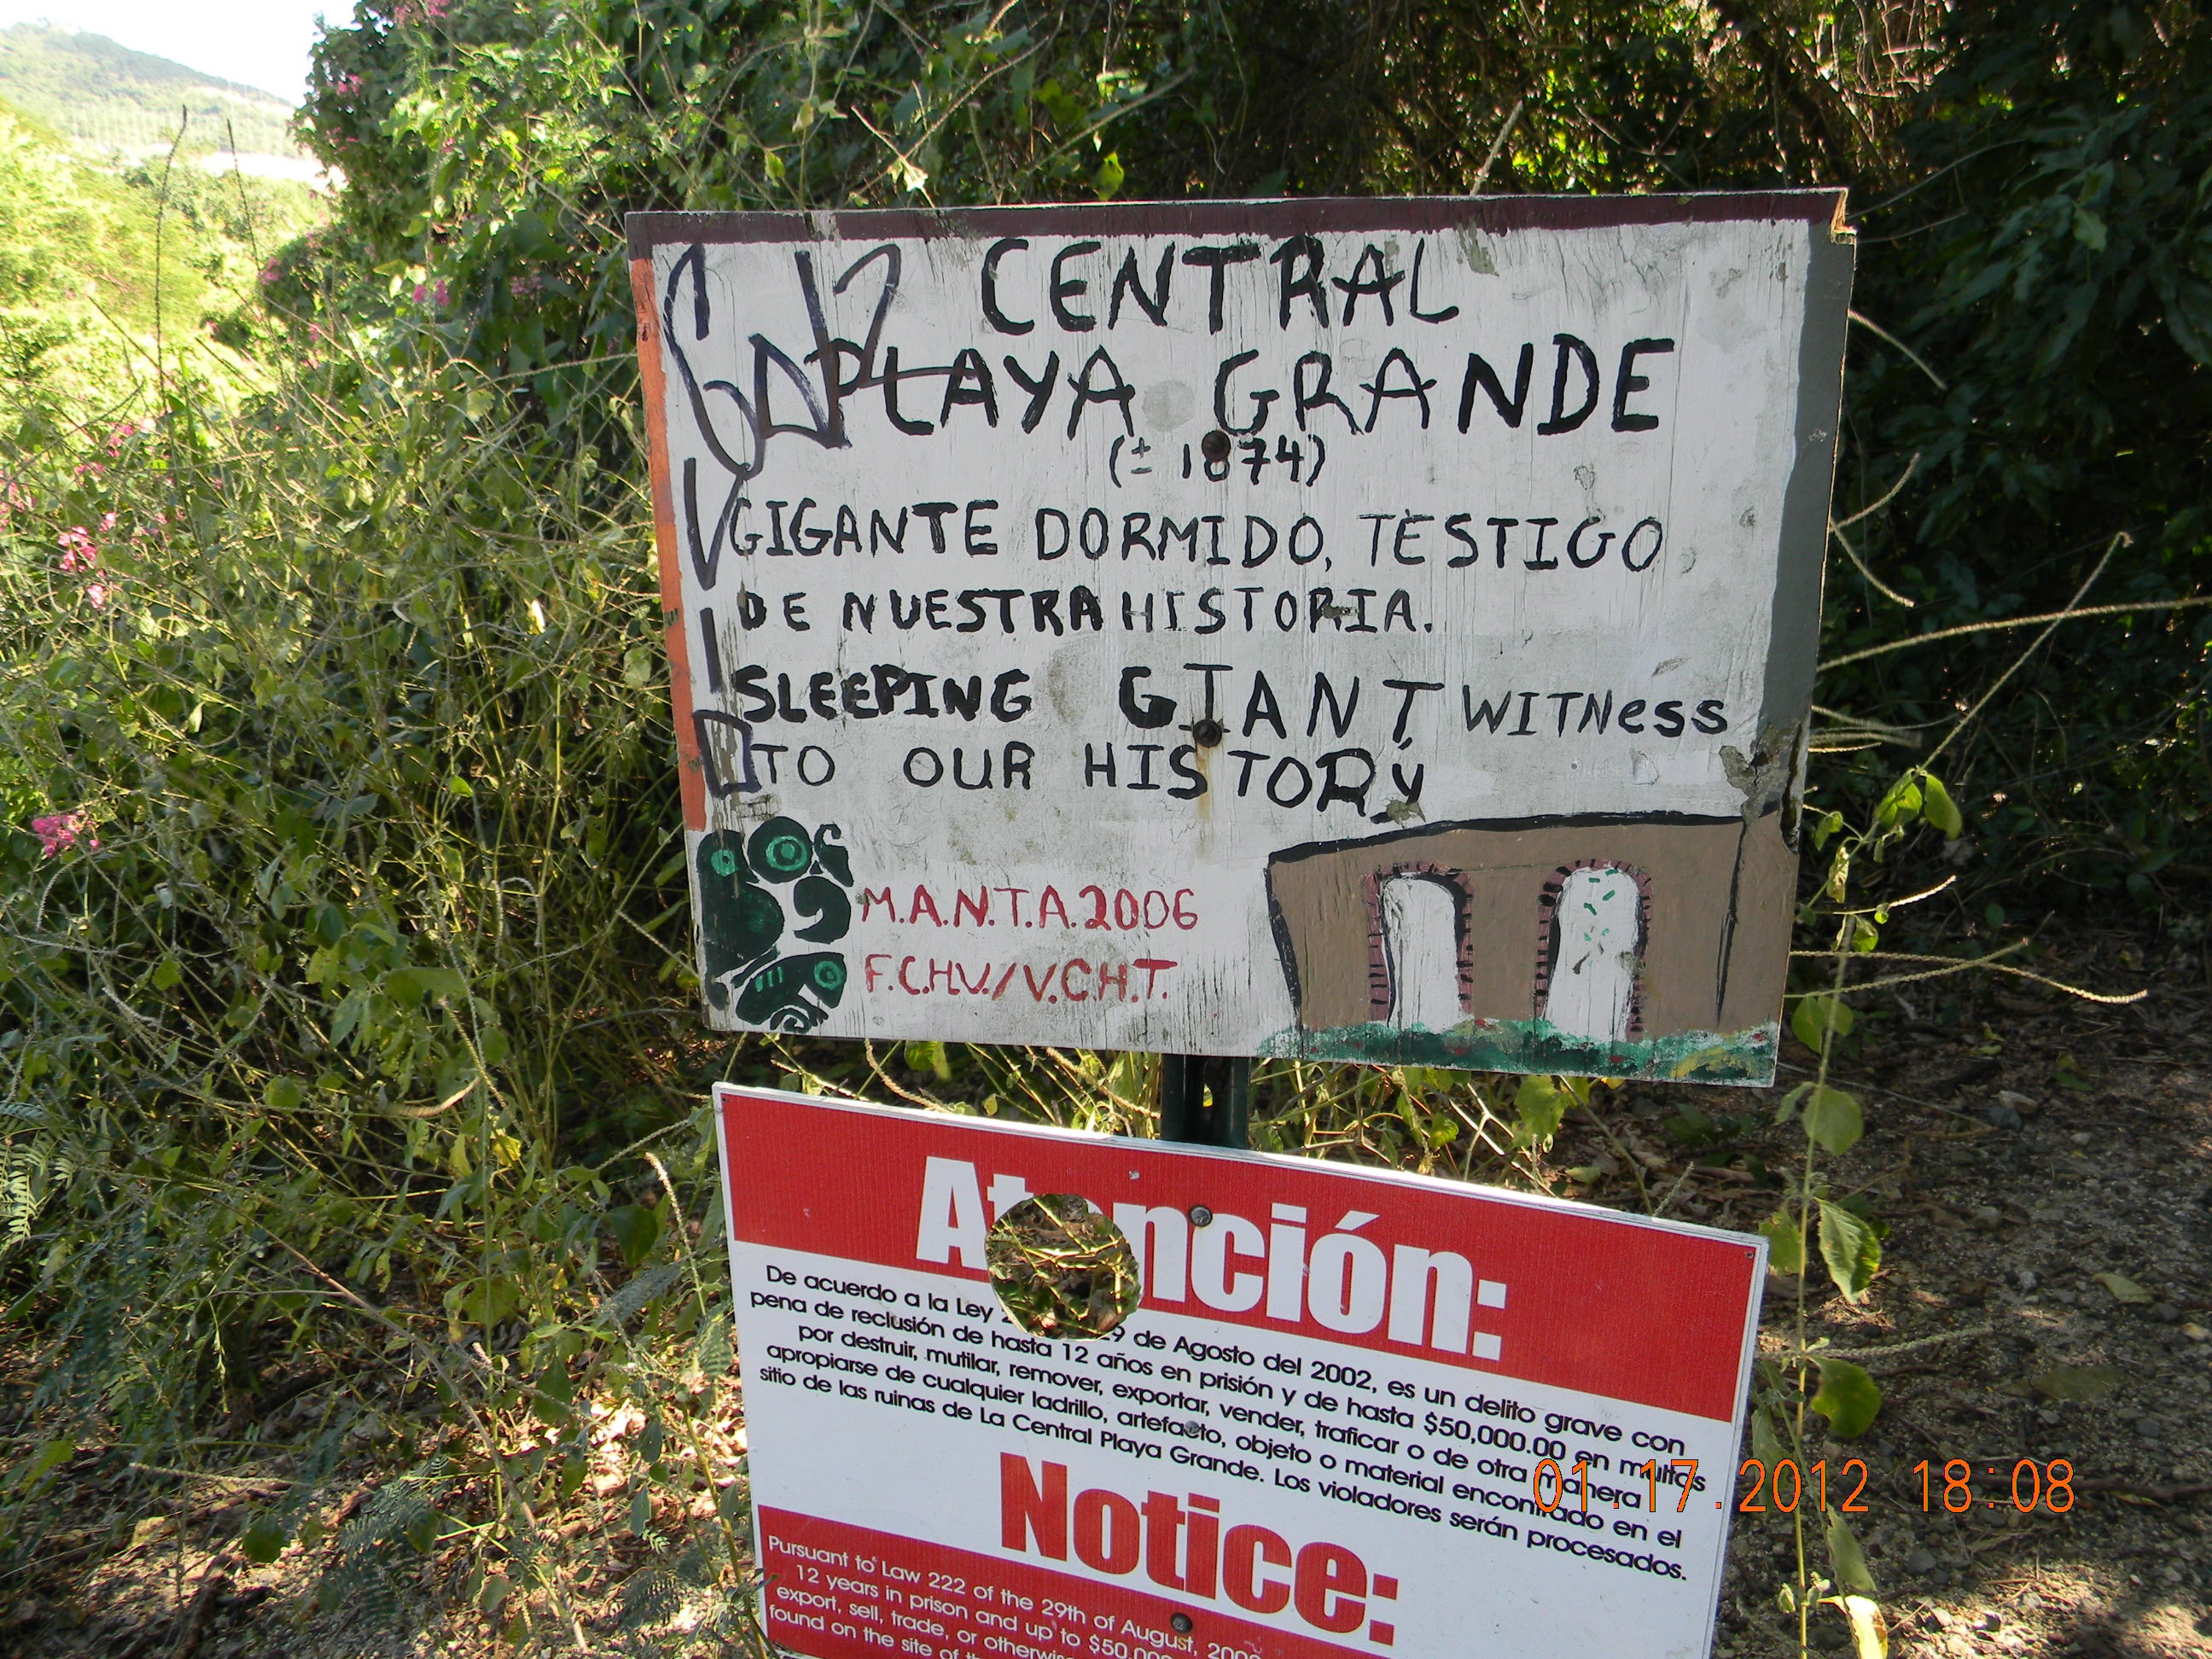 CENTRAL
PLAYA GRANDE
(± 1874)
GIGANTE DORMIDO, TESTIGO
DE NUESTRA HISTORIA.
SLEEPING GIANT WITNess
TO OUR HISTORY
M.A.N.T.A. 2006
F.C.H.V./V.C.H.T.
Atención:
De acuerdo a la Ley 9 de Agosto del 2002, es un delito grave con
pena de reclusión de hasta 12 años en prisión y de hasta $50,000.00 en multas
por destruir, mutilar, remover, exportar, vender, traficar o de otra manera
apropiarse de cualquier ladrillo, artefacto, objeto o material encontrado en el
sitio de las ruinas de La Central Playa Grande. Los violadores serán procesados.
Notice:
Pursuant to Law 222 of the 29th of August, 200
12 years in prison and up to $50,00
export, sell, trade, or otherwis
found on the site of th
01.17.2012 18:08